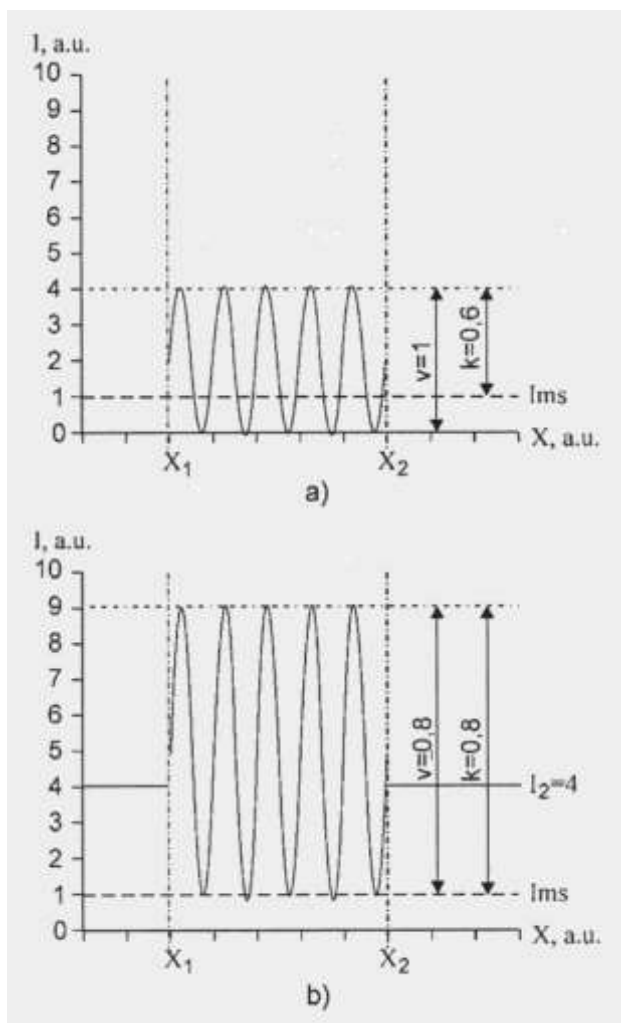 I, a.u.
10
9
8
7
6
5
4
3
2
1
0
v=1
k=0,6
Ims
X, a.u.
X1
X2
a)
I, a.u.
10
9
8
7
6
5
4
3
2
1
0
v=0,8
k=0,8
I2=4
Ims
X, a.u.
X1
X2
b)